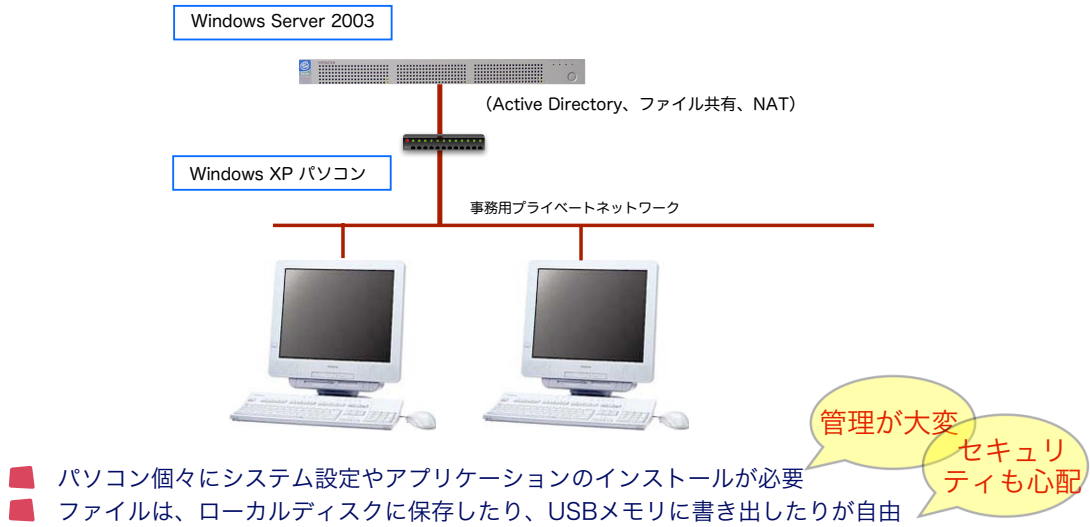 Windows Server 2003
（Active Directory、ファイル共有、NAT）
Windows XP パソコン
事務用プライベートネットワーク
管理が大変
セキュリ
ティも心配
パソコン個々にシステム設定やアプリケーションのインストールが必要
ファイルは、ローカルディスクに保存したり、USBメモリに書き出したりが自由